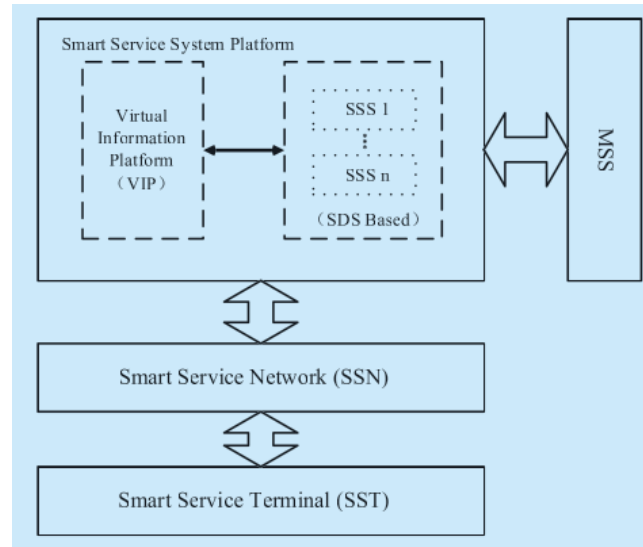 Smart Service System Platform
Virtual
Information
Platform
（VIP）
SSS 1
SSS n
（SDS Based）
MSS
Smart Service Network (SSN)
Smart Service Terminal (SST)